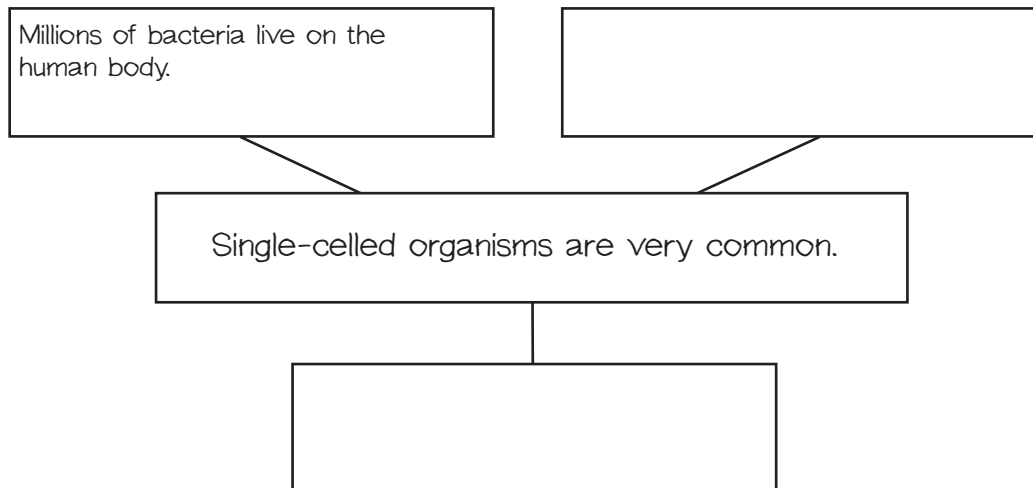 Millions of bacteria live on the
human body.
Single-celled organisms are very common.